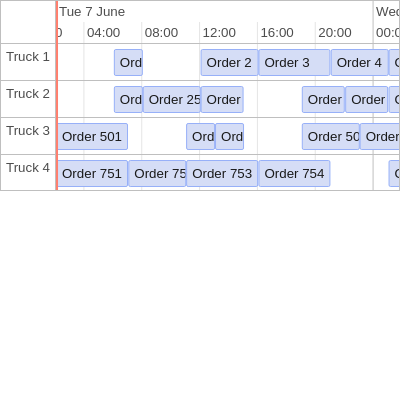 Tue 7 June Wed
0 04:00 08:00 12:00 16:00 20:00 00:0
Truck 1 Ord Order 2 Order 3 Order 4
Truck 2 Ord Order 25 Order Order Order
Truck 3 Order 501 Ord Ord Order 50 Order
Truck 4 Order 751 Order 75 Order 753 Order 754